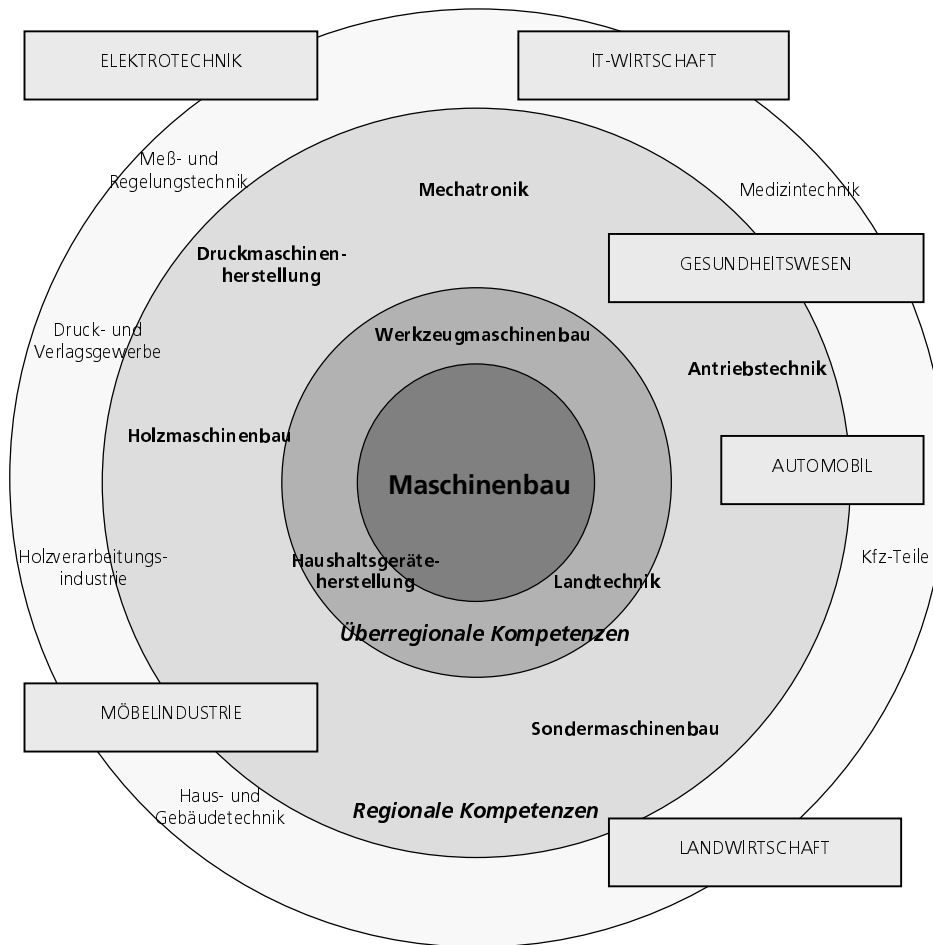 ELEKTROTECHNIK
IT-WIRTSCHAFT
Meß- und
Regelungstechnik
Mechatronik
Medizintechnik
Druckmaschinen-
herstellung
GESUNDHEITSWESEN
Druck- und
Verlagsgewerbe
Werkzeugmaschinenbau
Antriebstechnik
Holzmaschinenbau
AUTOMOBIL
Maschinenbau
Holzverarbeitungs-
industrie
Haushaltsgeräte-
herstellung
Landtechnik
Kfz-Teile
Überregionale Kompetenzen
MÖBELINDUSTRIE
Sondermaschinenbau
Haus- und
Gebäudetechnik
Regionale Kompetenzen
LANDWIRTSCHAFT